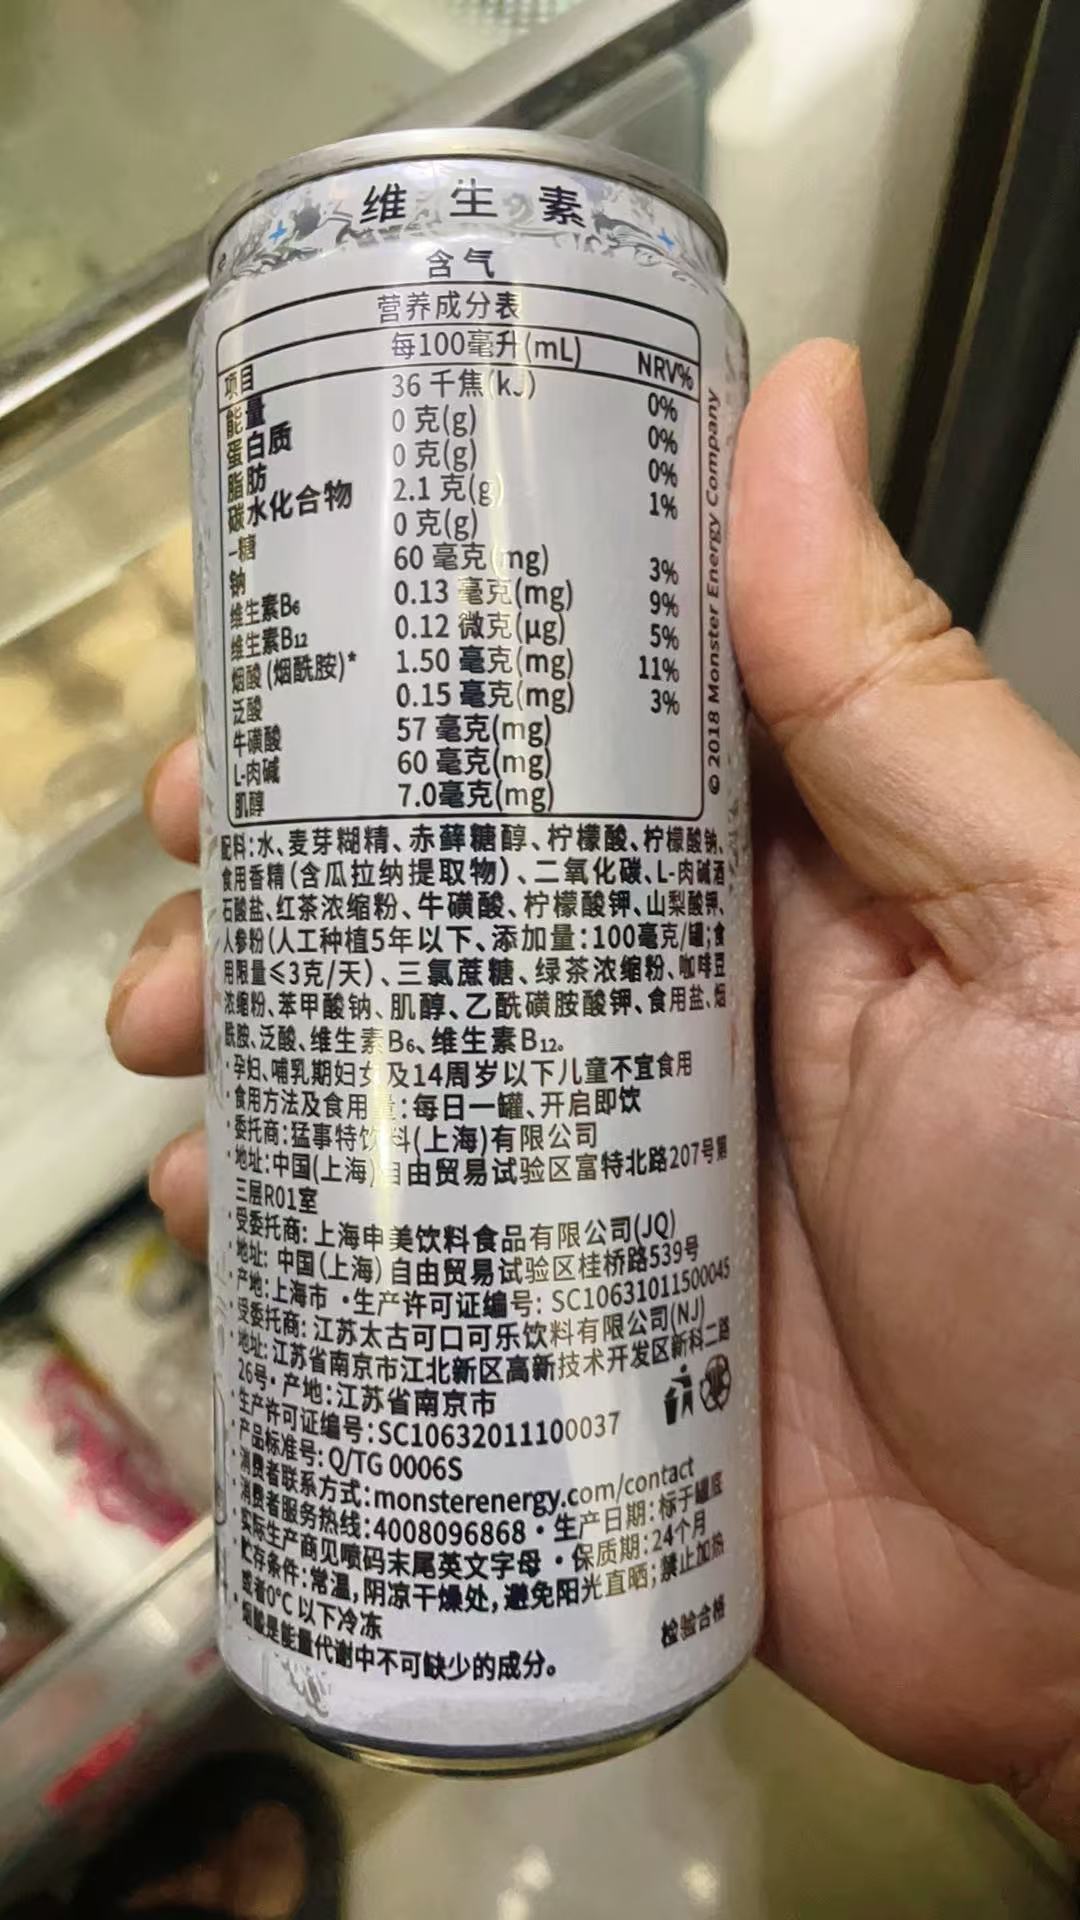 维生素
含气
营养成分表
项目 每100毫升(mL) NRV%
能量 36 千焦(kJ) 0%
蛋白质 0 克(g) 0%
脂肪 0 克(g) 0%
碳水化合物 2.1 克(g) 1%
-糖 0 克(g)
钠 60 毫克(mg) 3%
维生素B6 0.13 毫克(mg) 9%
维生素B12 0.12 微克(μg) 5%
烟酸(烟酰胺)* 1.50 毫克(mg) 11%
泛酸 0.15 毫克(mg) 3%
牛磺酸 57 毫克(mg)
L-肉碱 60 毫克(mg)
肌醇 7.0毫克(mg)
© 2018 Monster Energy Company
配料:水、麦芽糊精、赤藓糖醇、柠檬酸、柠檬酸钠、
食用香精(含瓜拉纳提取物)、二氧化碳、L-肉碱酒
石酸盐、红茶浓缩粉、牛磺酸、柠檬酸钾、山梨酸钾、
人参粉(人工种植5年以下、添加量:100毫克/罐;食
用限量≤3克/天)、三氯蔗糖、绿茶浓缩粉、咖啡豆
浓缩粉、苯甲酸钠、肌醇、乙酰磺胺酸钾、食用盐、烟
酰胺、泛酸、维生素B6、维生素B12。
·孕妇、哺乳期妇女及14周岁以下儿童不宜食用
·食用方法及食用量:每日一罐、开启即饮
·委托商:猛事特饮料(上海)有限公司
·地址:中国(上海)自由贸易试验区富特北路207号第
三层R01室
·受委托商:上海申美饮料食品有限公司(JQ)
·地址:中国(上海)自由贸易试验区桂桥路539号
·产地:上海市 ·生产许可证编号:SC10631011500045
·受委托商:江苏太古可口可乐饮料有限公司(NJ)
·地址:江苏省南京市江北新区高新技术开发区新科二路
26号·产地:江苏省南京市
·生产许可证编号:SC10632011100037
·产品标准号:Q/TG 0006S
·消费者联系方式:monsterenergy.com/contact
·消费者服务热线:4008096868·生产日期:标于罐底
·实际生产商见喷码末尾英文字母·保质期:24个月
·贮存条件:常温,阴凉干燥处,避免阳光直晒;禁止加热
或者0°C以下冷冻
*烟酸是能量代谢中不可缺少的成分。
检验合格